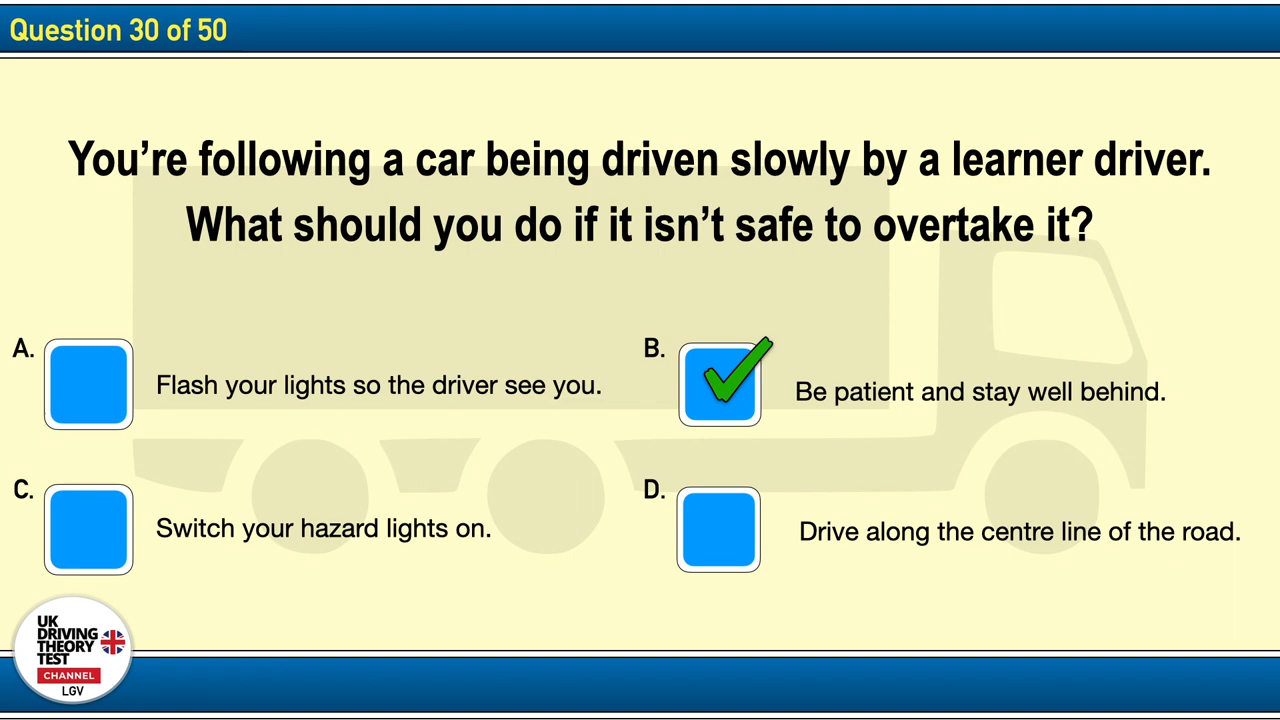 Question 30 of 50
You’re following a car being driven slowly by a learner driver.
What should you do if it isn’t safe to overtake it?
A.
Flash your lights so the driver see you.
B.
Be patient and stay well behind.
C.
Switch your hazard lights on.
D.
Drive along the centre line of the road.
UK
DRIVING
THEORY
TEST
CHANNEL
LGV